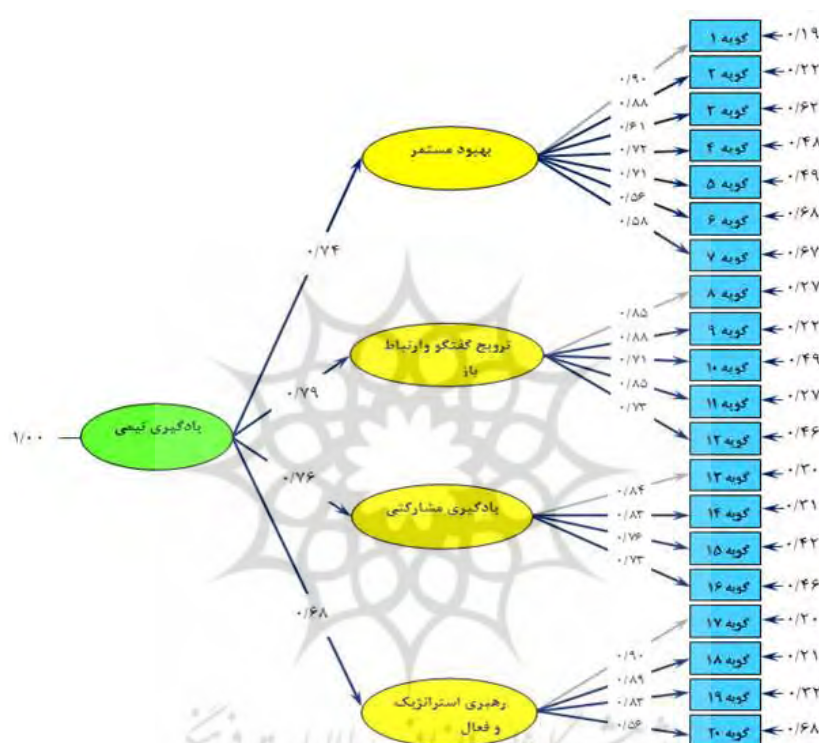 گویه ۱
۰/۱۹
۰/۹۰
گویه ۲
۰/۲۲
۰/۸۸
گویه ۳
۰/۶۲
۰/۶۱
گویه ۴
۰/۴۸
۰/۷۲
گویه ۵
۰/۴۹
۰/۷۱
گویه ۶
۰/۶۸
۰/۵۶
گویه ۷
۰/۶۷
۰/۵۸
بهبود مستمر
۰/۷۴
گویه ۸
۰/۲۷
۰/۸۵
گویه ۹
۰/۲۲
۰/۸۸
گویه ۱۰
۰/۴۹
۰/۷۱
گویه ۱۱
۰/۲۷
۰/۸۵
گویه ۱۲
۰/۴۶
۰/۷۳
ترویج گفتگو وارتباط
باز
۰/۷۹
یادگیری تیمی
۱/۰۰
گویه ۱۳
۰/۳۰
۰/۸۴
گویه ۱۴
۰/۳۱
۰/۸۳
گویه ۱۵
۰/۴۲
۰/۷۶
گویه ۱۶
۰/۴۶
۰/۷۳
یادگیری مشارکتی
۰/۷۶
گویه ۱۷
۰/۲۰
۰/۹۰
گویه ۱۸
۰/۲۱
۰/۸۹
گویه ۱۹
۰/۳۲
۰/۸۳
گویه ۲۰
۰/۶۸
۰/۵۶
رهبری استراتژیک
و فعال
۰/۶۸